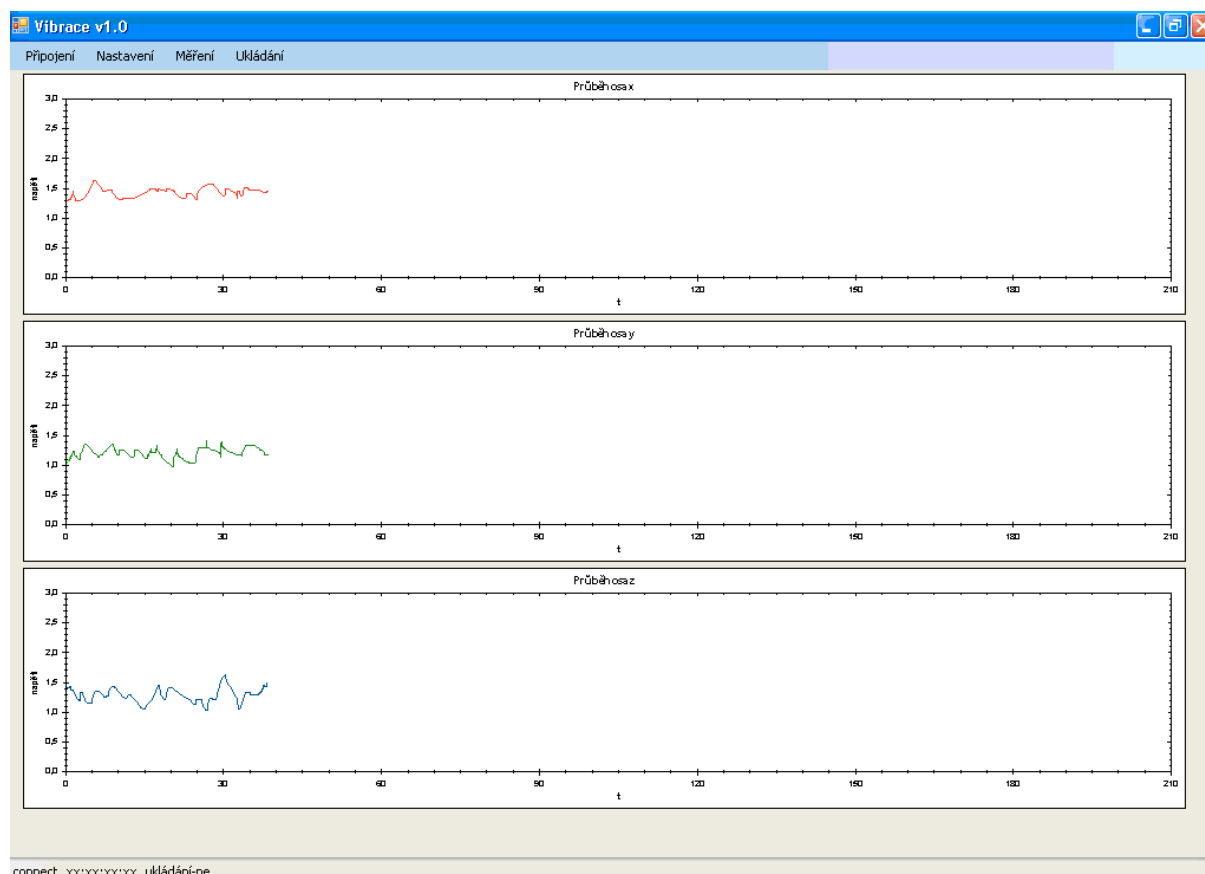 Vibrace v1.0
Připojení Nastavení Měření Ukládání
Průběh osa x
3,0
2,5
2,0
1,5
1,0
0,5
0,0
napětí
0 30 60 90 120 150 180 210
t
Průběh osa y
3,0
2,5
2,0
1,5
1,0
0,5
0,0
napětí
0 30 60 90 120 150 180 210
t
Průběh osa z
3,0
2,5
2,0
1,5
1,0
0,5
0,0
napětí
0 30 60 90 120 150 180 210
t
connect xx:xx:xx:xx ukládání-ne